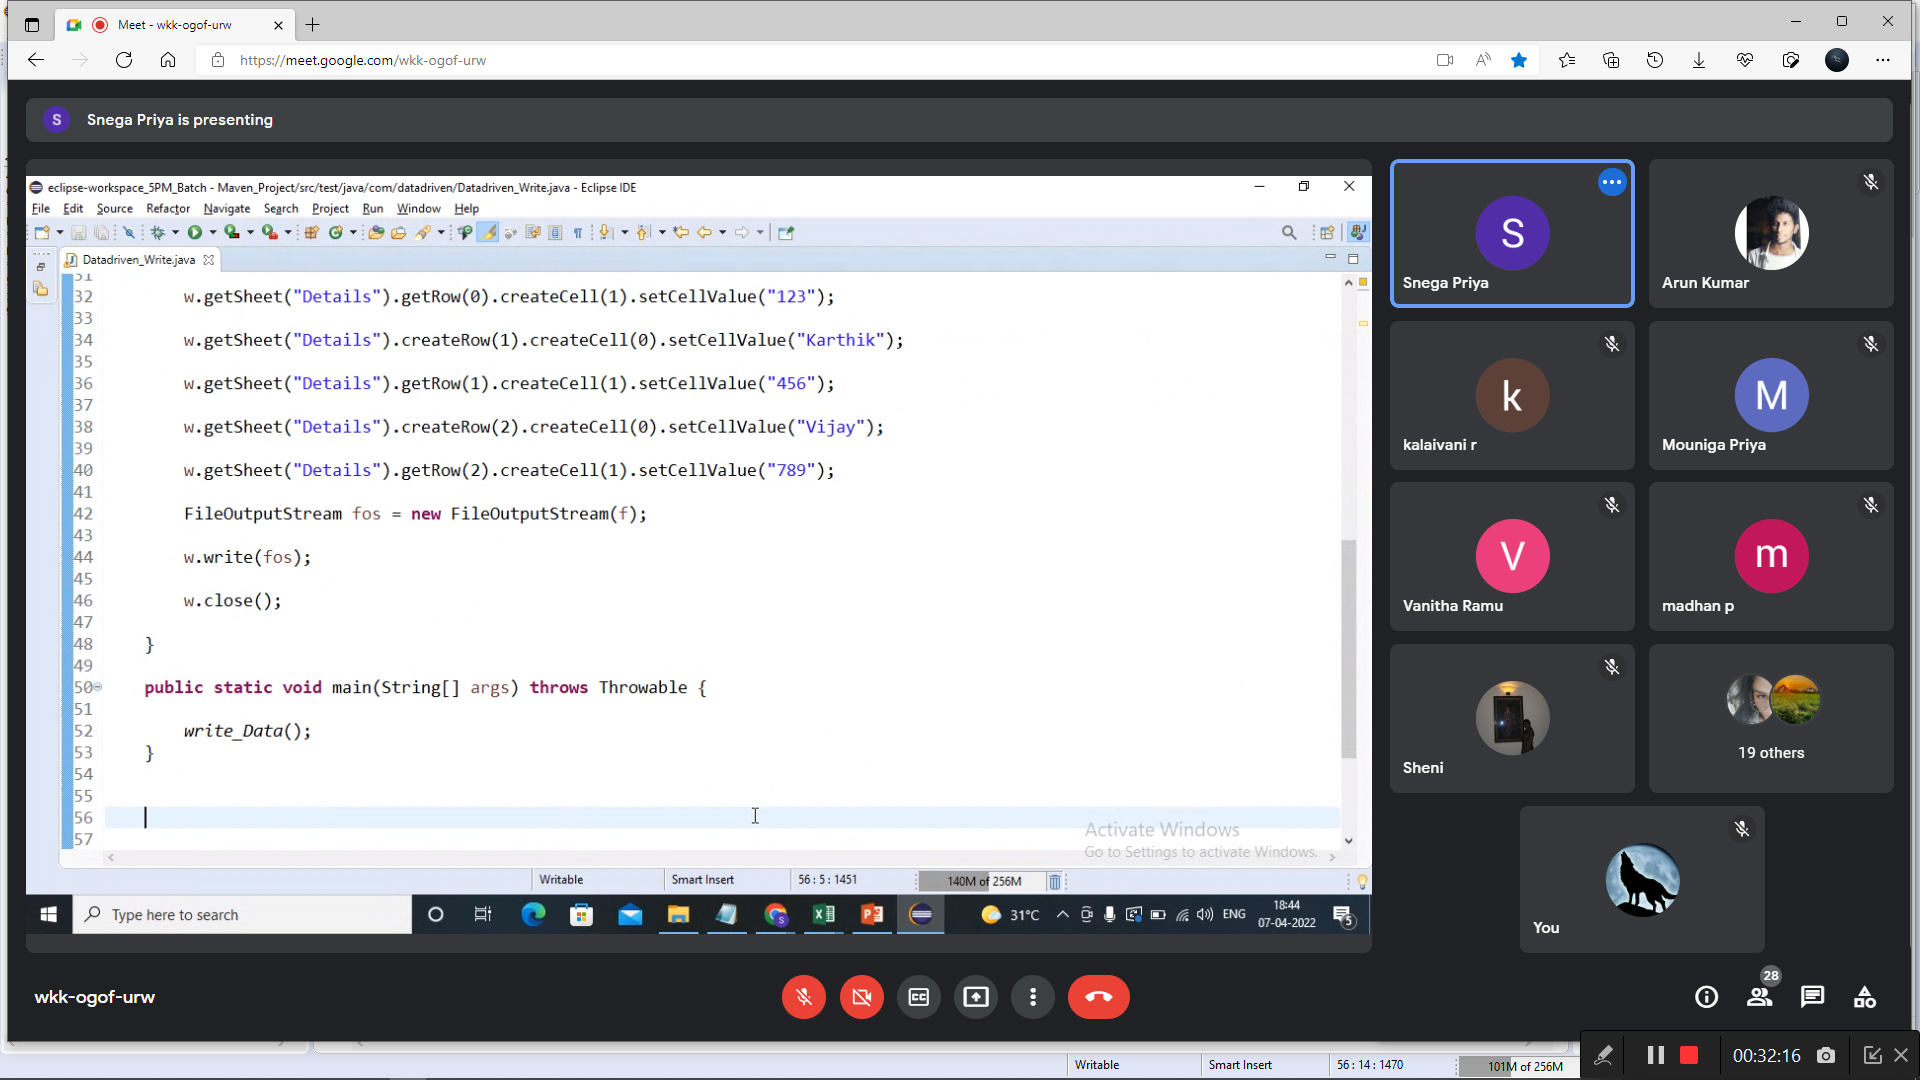 Meet - wkk-ogof-urw
https://meet.google.com/wkk-ogof-urw
S
Snega Priya is presenting
eclipse-workspace_5PM_Batch - Maven_Project/src/test/java/com/datadriven/Datadriven_Write.java - Eclipse IDE
File Edit Source Refactor Navigate Search Project Run Window Help
Datadriven_Write.java
31
32 w.getSheet("Details").getRow(0).createCell(1).setCellValue("123");
33
34 w.getSheet("Details").createRow(1).createCell(0).setCellValue("Karthik");
35
36 w.getSheet("Details").getRow(1).createCell(1).setCellValue("456");
37
38 w.getSheet("Details").createRow(2).createCell(0).setCellValue("Vijay");
39
40 w.getSheet("Details").getRow(2).createCell(1).setCellValue("789");
41
42 FileOutputStream fos = new FileOutputStream(f);
43
44 w.write(fos);
45
46 w.close();
47
48 }
49
50 public static void main(String[] args) throws Throwable {
51
52 write_Data();
53 }
54
55
56
57
Activate Windows
Go to Settings to activate Windows.
Writable Smart Insert 56 : 5 : 1451 140M of 256M
Type here to search
31°C ENG
18:44
07-04-2022
5
S
Snega Priya
Arun Kumar
k
kalaivani r
M
Mouniga Priya
V
Vanitha Ramu
m
madhan p
Sheni
19 others
You
wkk-ogof-urw
28
Writable Smart Insert 56 : 14 : 1470 101M of 256M
00:32:16